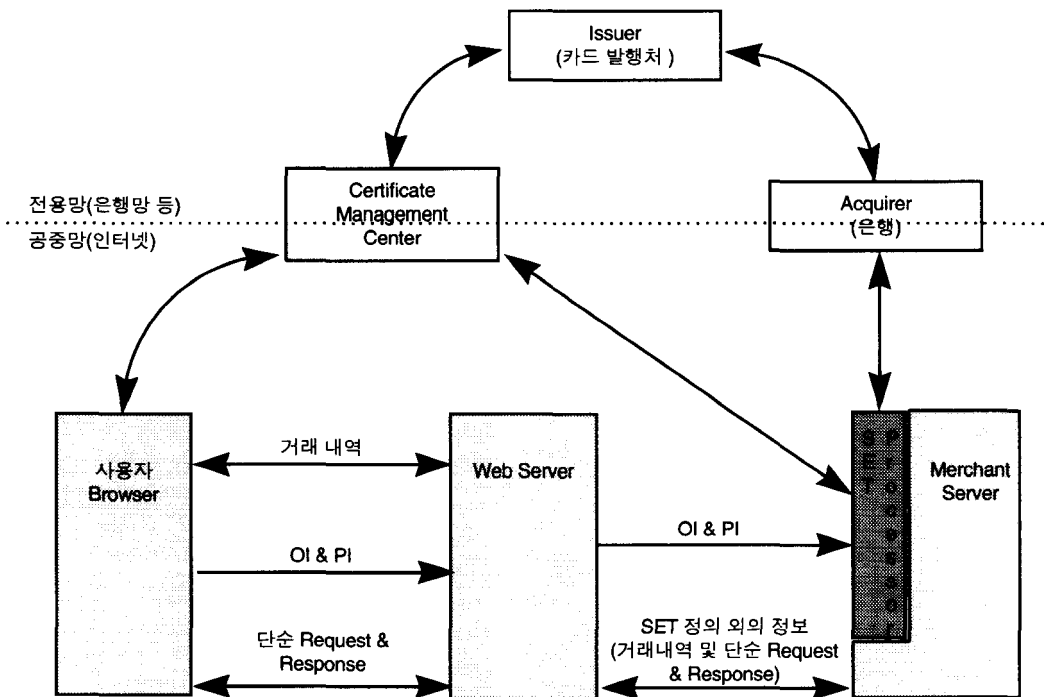 Issuer
(카드 발행처 )
Certificate
Management
Center
Acquirer
(은행)
전용망(은행망 등)
공중망(인터넷)
사용자
Browser
거래 내역
Web Server
SET
Processor
Merchant
Server
OI & PI
OI & PI
단순 Request &
Response
SET 정의 외의 정보
(거래내역 및 단순 Request
& Response)